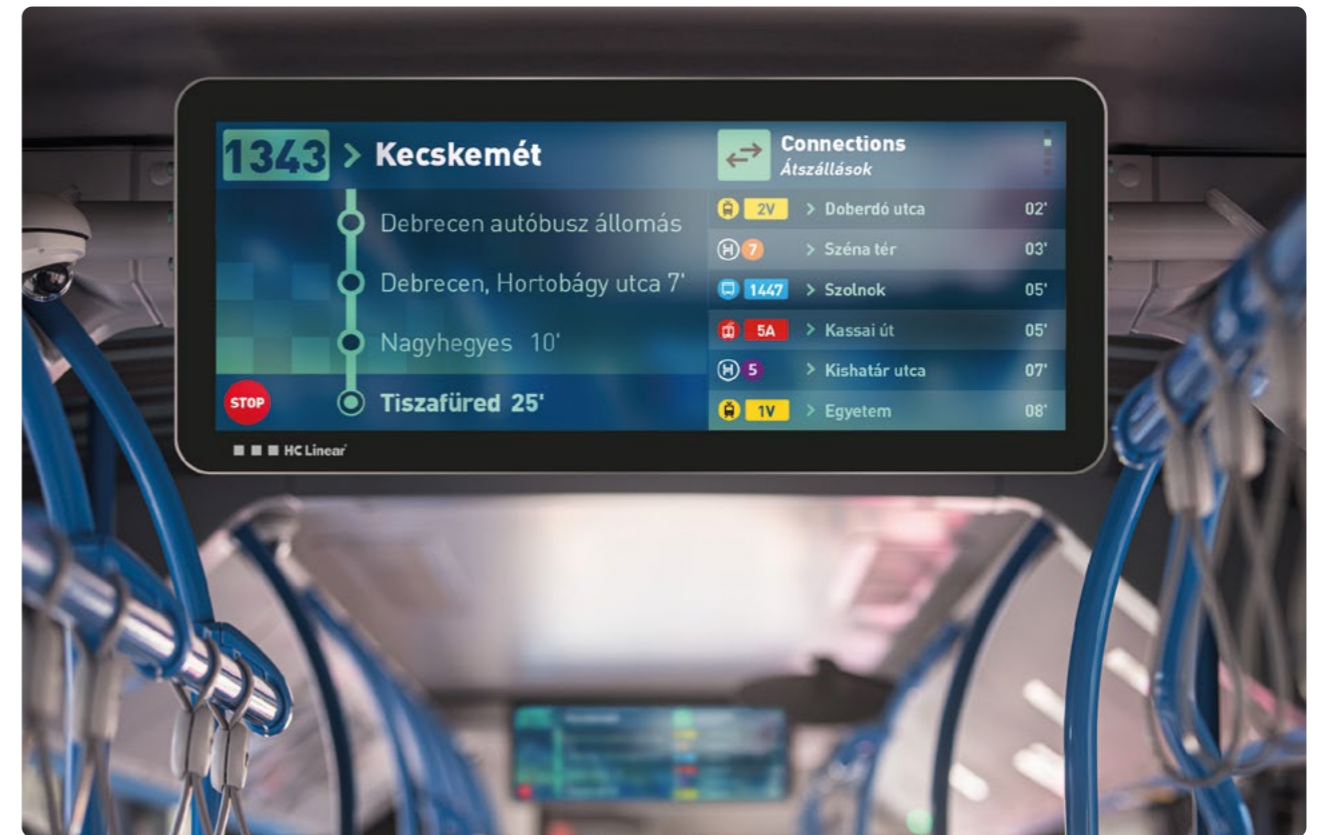 1343 > Kecskemét
Debrecen autóbusz állomás
Debrecen, Hortobágy utca 7'
Nagyhegyes 10'
STOP
Tiszafüred 25'
Connections
Átszállások
2V > Doberdó utca 02'
H 7 > Széna tér 03'
1447 > Szolnok 05'
5A > Kassai út 05'
H 5 > Kishatár utca 07'
1V > Egyetem 08'
HC Linear